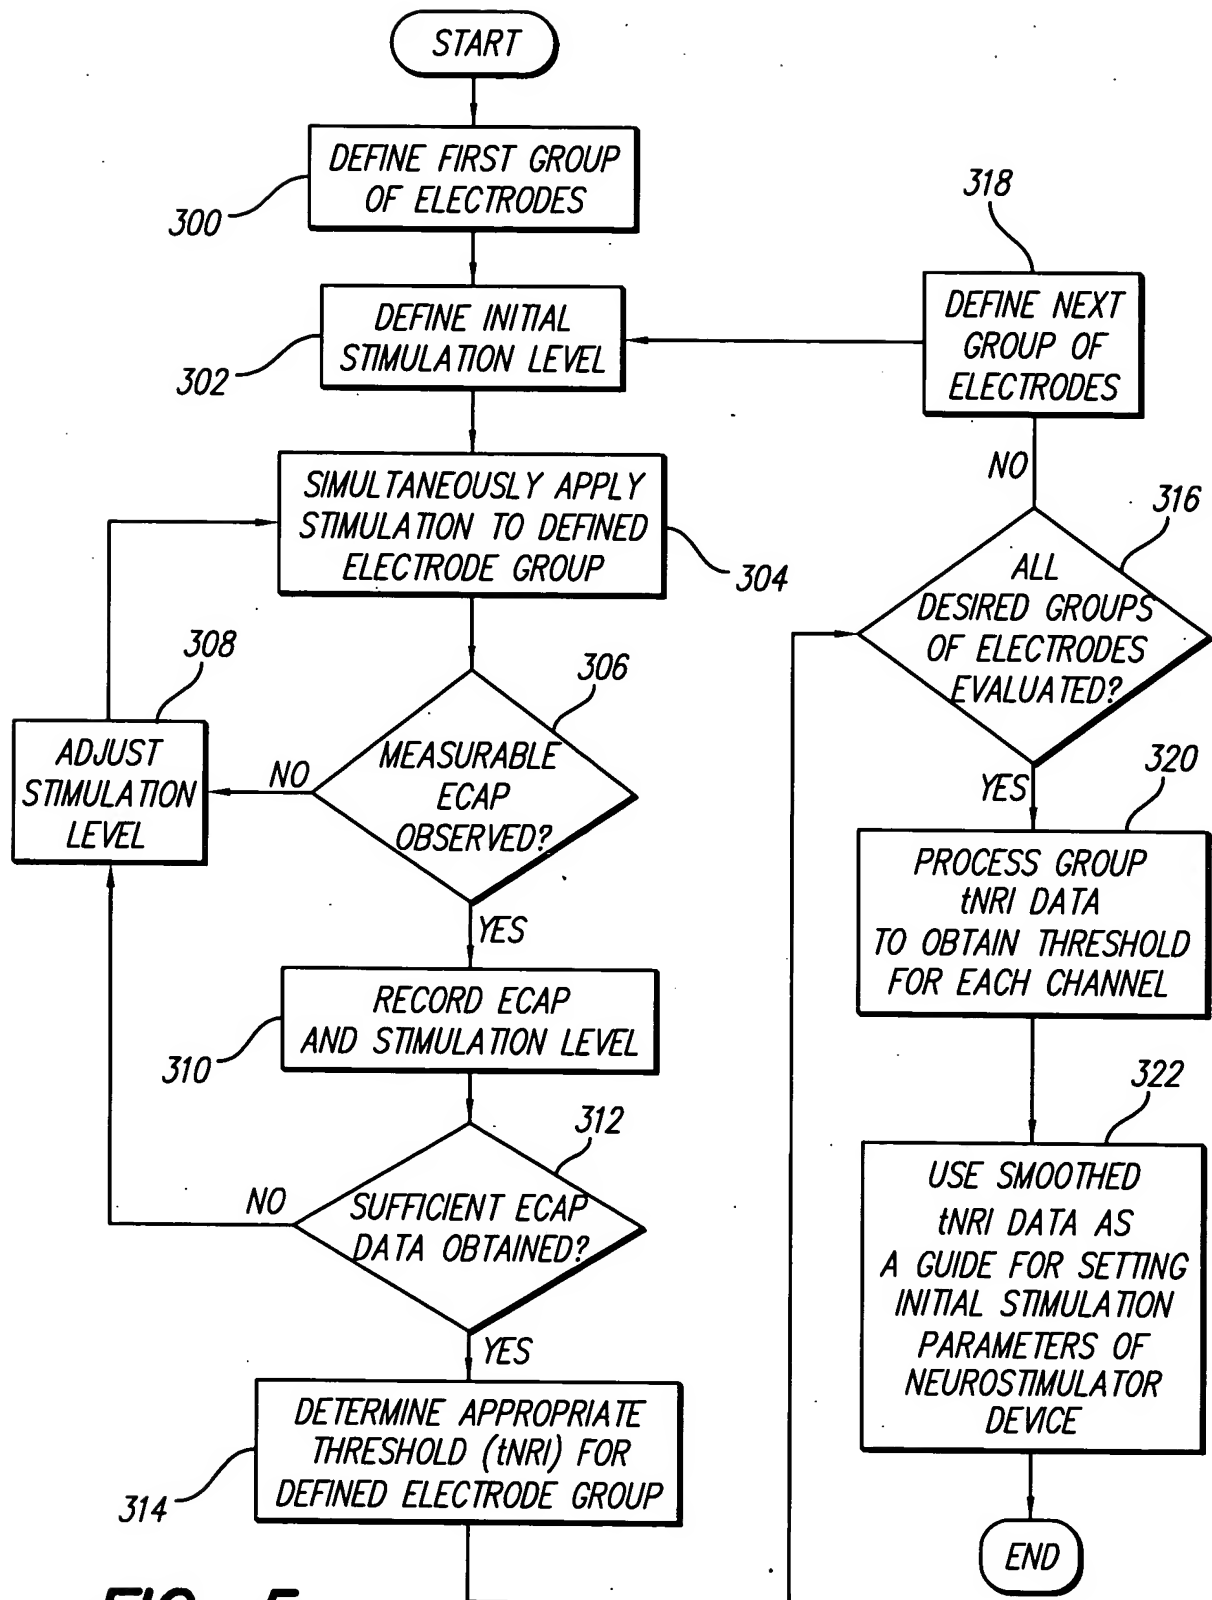 START
DEFINE FIRST GROUP
OF ELECTRODES
300
DEFINE INITIAL
STIMULATION LEVEL
302
SIMULTANEOUSLY APPLY
STIMULATION TO DEFINED
ELECTRODE GROUP
304
308
ADJUST
STIMULATION
LEVEL
NO
306
MEASURABLE
ECAP
OBSERVED?
YES
RECORD ECAP
AND STIMULATION LEVEL
310
312
NO
SUFFICIENT ECAP
DATA OBTAINED?
YES
DETERMINE APPROPRIATE
THRESHOLD (tNRI) FOR
DEFINED ELECTRODE GROUP
314
318
DEFINE NEXT
GROUP OF
ELECTRODES
NO
316
ALL
DESIRED GROUPS
OF ELECTRODES
EVALUATED?
YES
320
PROCESS GROUP
tNRI DATA
TO OBTAIN THRESHOLD
FOR EACH CHANNEL
322
USE SMOOTHED
tNRI DATA AS
A GUIDE FOR SETTING
INITIAL STIMULATION
PARAMETERS OF
NEUROSTIMULATOR
DEVICE
END